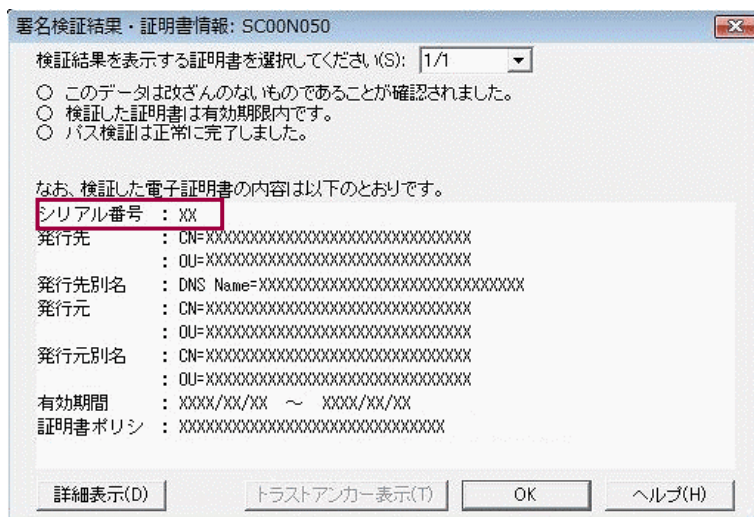 署名検証結果・証明書情報: SC00N050
検証結果を表示する証明書を選択してください(S): 1/1
○ このデータは改ざんのないものであることが確認されました。
○ 検証した証明書は有効期限内です。
○ パス検証は正常に完了しました。
なお、検証した電子証明書の内容は以下のとおりです。
シリアル番号 : XX
発行先 : CN=XXXXXXXXXXXXXXXXXXXXXXXXXXXXXX
: OU=XXXXXXXXXXXXXXXXXXXXXXXXXXXXXX
発行先別名 : DNS Name=XXXXXXXXXXXXXXXXXXXXXXXXXXXXXX
発行元 : CN=XXXXXXXXXXXXXXXXXXXXXXXXXXXXXX
: OU=XXXXXXXXXXXXXXXXXXXXXXXXXXXXXX
発行元別名 : CN=XXXXXXXXXXXXXXXXXXXXXXXXXXXXXX
: OU=XXXXXXXXXXXXXXXXXXXXXXXXXXXXXX
有効期間 : XXXX/XX/XX ～ XXXX/XX/XX
証明書ポリシ : XXXXXXXXXXXXXXXXXXXXXXXXXXXXXX
詳細表示(D) トラストアンカー表示(T) OK ヘルプ(H)